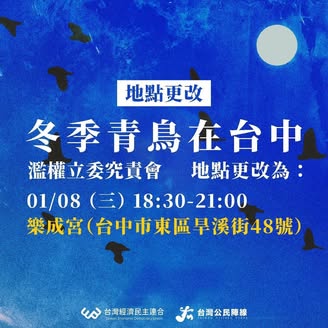 地點更改
冬季青鳥在台中
濫權立委究責會 地點更改為：
01/08 (三) 18:30-21:00
樂成宮(台中市東區旱溪街48號)
台灣經濟民主連合
台灣公民陣線